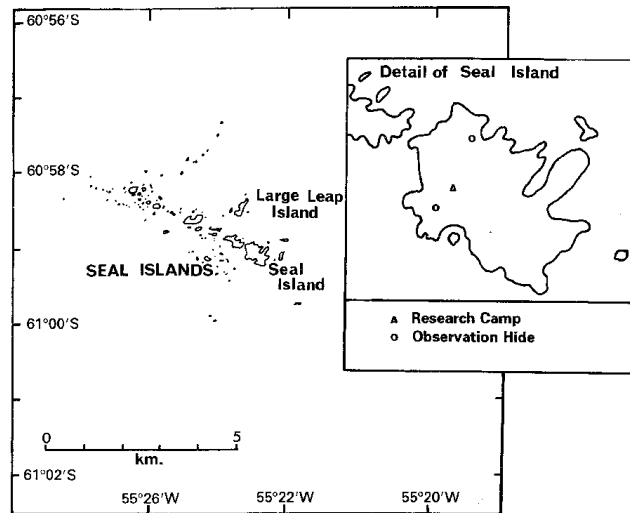 60°56'S
60°58'S
Large Leap
Island
SEAL ISLANDS
Seal
Island
61°00'S
0 5
km.
61°02'S
55°26'W 55°22'W 55°20'W
Detail of Seal Island
Research Camp
Observation Hide